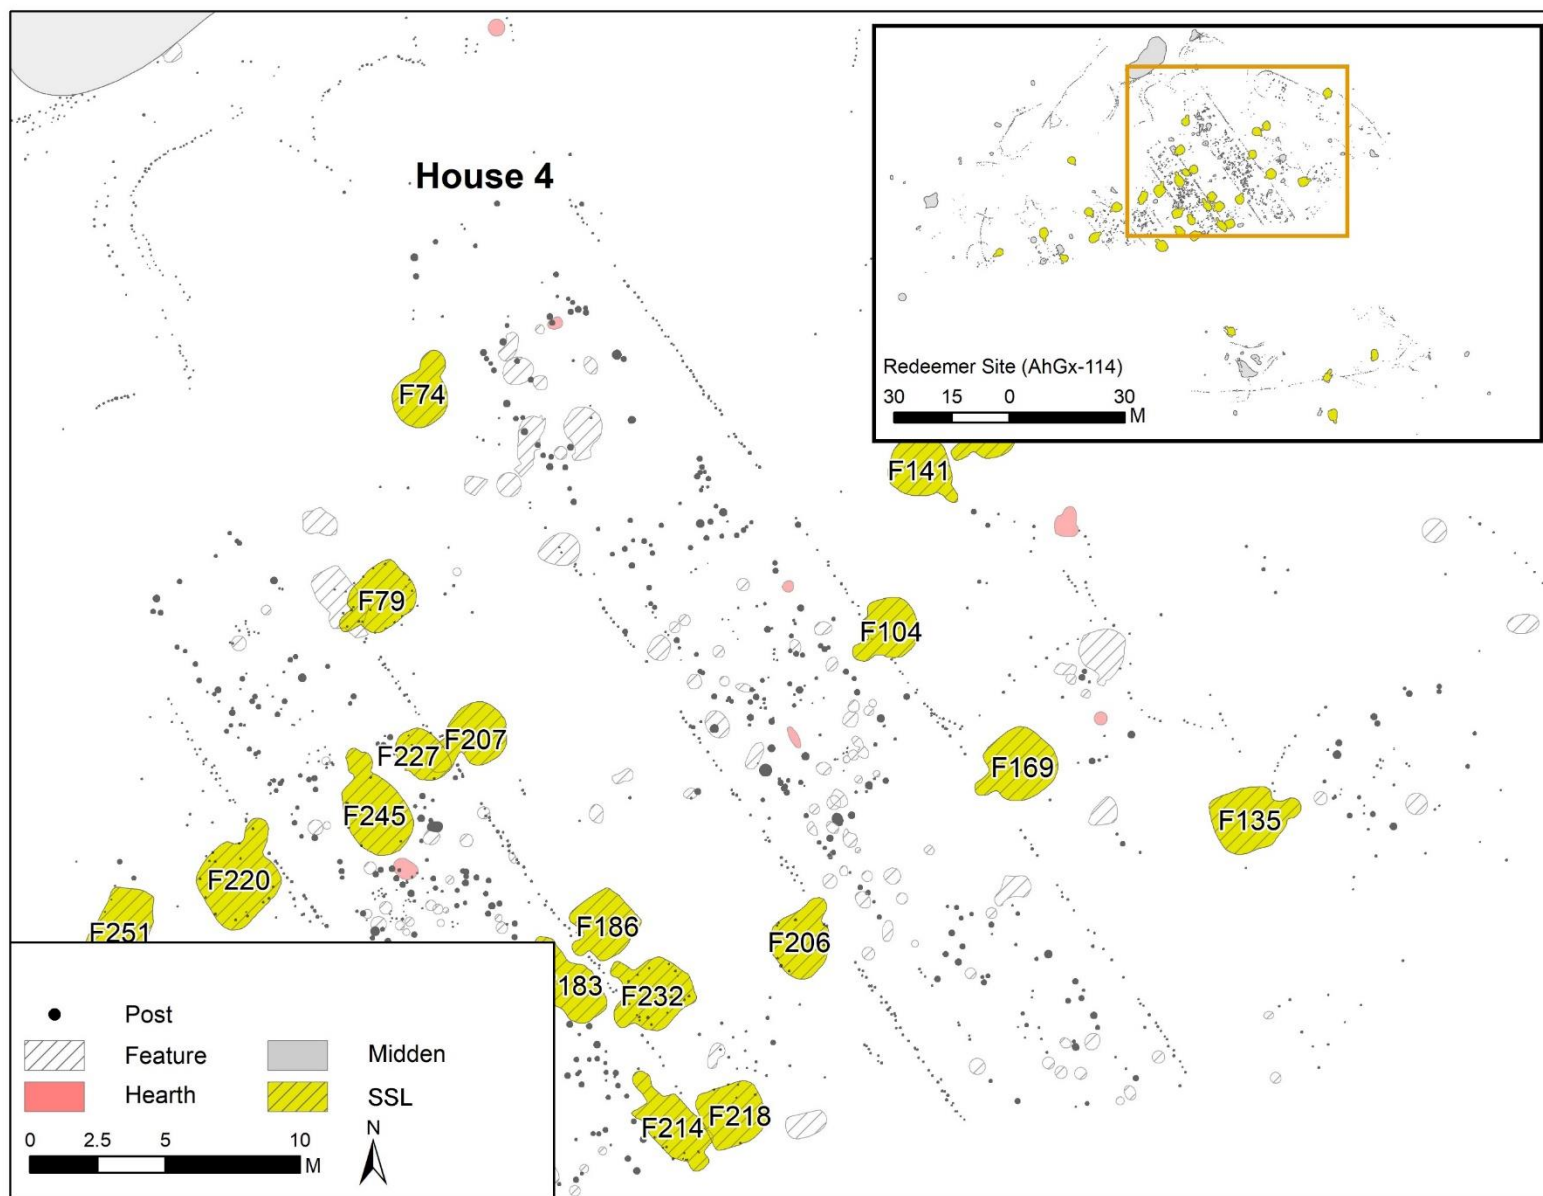 House 4
Redeemer Site (AhGx-114)
30 15 0 30
M
F74
F141
F79
F104
F207
F227
F169
F245
F135
F220
F251
F186
F206
183
F232
F218
F214
Post
Feature
Midden
Hearth
SSL
N
0 2.5 5 10
M